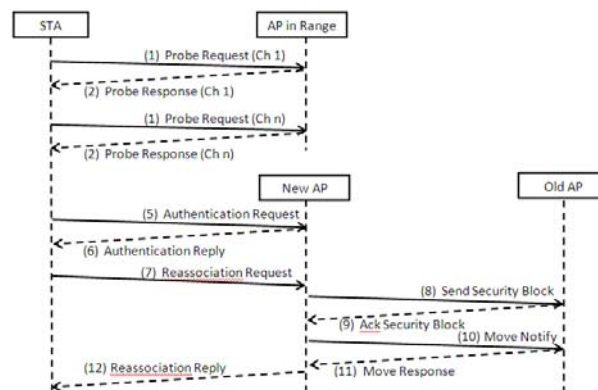 STA
AP in Range
(1) Probe Request (Ch 1)
(2) Probe Response (Ch 1)
(1) Probe Request (Ch n)
(2) Probe Response (Ch n)
New AP
Old AP
(5) Authentication Request
(6) Authentication Reply
(7) Reassociation Request
(8) Send Security Block
(9) Ack Security Block
(10) Move Notify
(11) Move Response
(12) Reassociation Reply